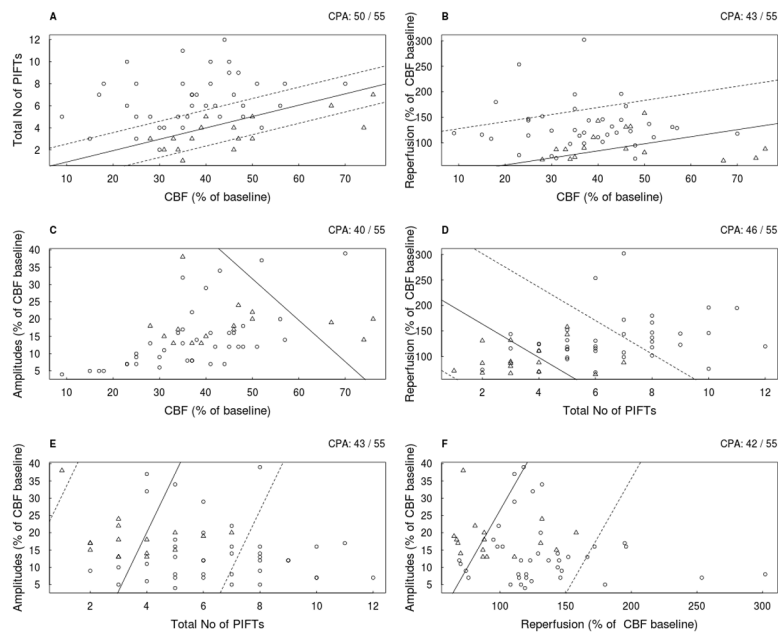 A CPA: 50 / 55
Total No of PIFTs
12
10
8
6
4
2
10 20 30 40 50 60 70
CBF (% of baseline)
B CPA: 43 / 55
Reperfusion (% of CBF baseline)
300
250
200
150
100
10 20 30 40 50 60 70
CBF (% of baseline)
C CPA: 40 / 55
Amplitudes (% of CBF baseline)
40
35
30
25
20
15
10
5
10 20 30 40 50 60 70
CBF (% of baseline)
D CPA: 46 / 55
Reperfusion (% of CBF baseline)
300
250
200
150
100
2 4 6 8 10 12
Total No of PIFTs
E CPA: 43 / 55
Amplitudes (% of CBF baseline)
40
35
30
25
20
15
10
5
2 4 6 8 10 12
Total No of PIFTs
F CPA: 42 / 55
Amplitudes (% of CBF baseline)
40
35
30
25
20
15
10
5
100 150 200 250 300
Reperfusion (% of CBF baseline)